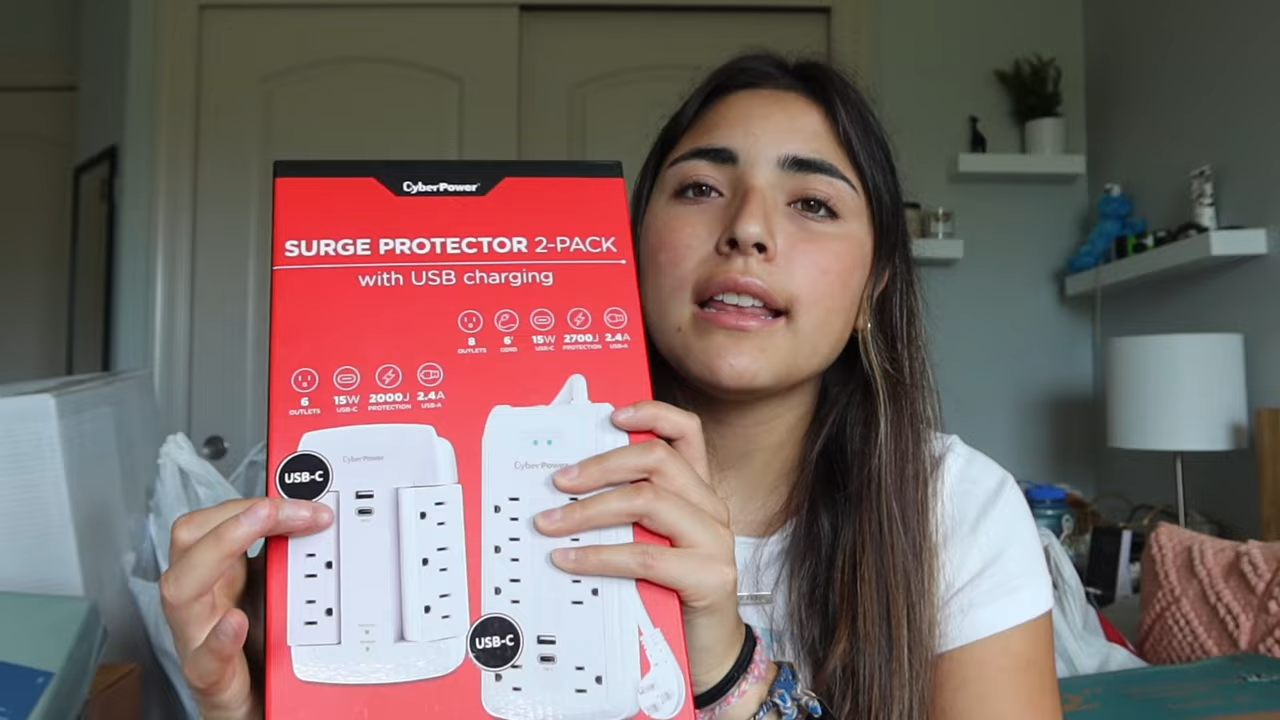 CyberPower
SURGE PROTECTOR 2-PACK
with USB charging
8 6' 15W 2700J 2.4A
OUTLETS CORD USB-C PROTECTION USB-A
6 15W 2000J 2.4A
OUTLETS USB-C PROTECTION USB-A
CyberPower
USB-C
CyberPower
USB-C